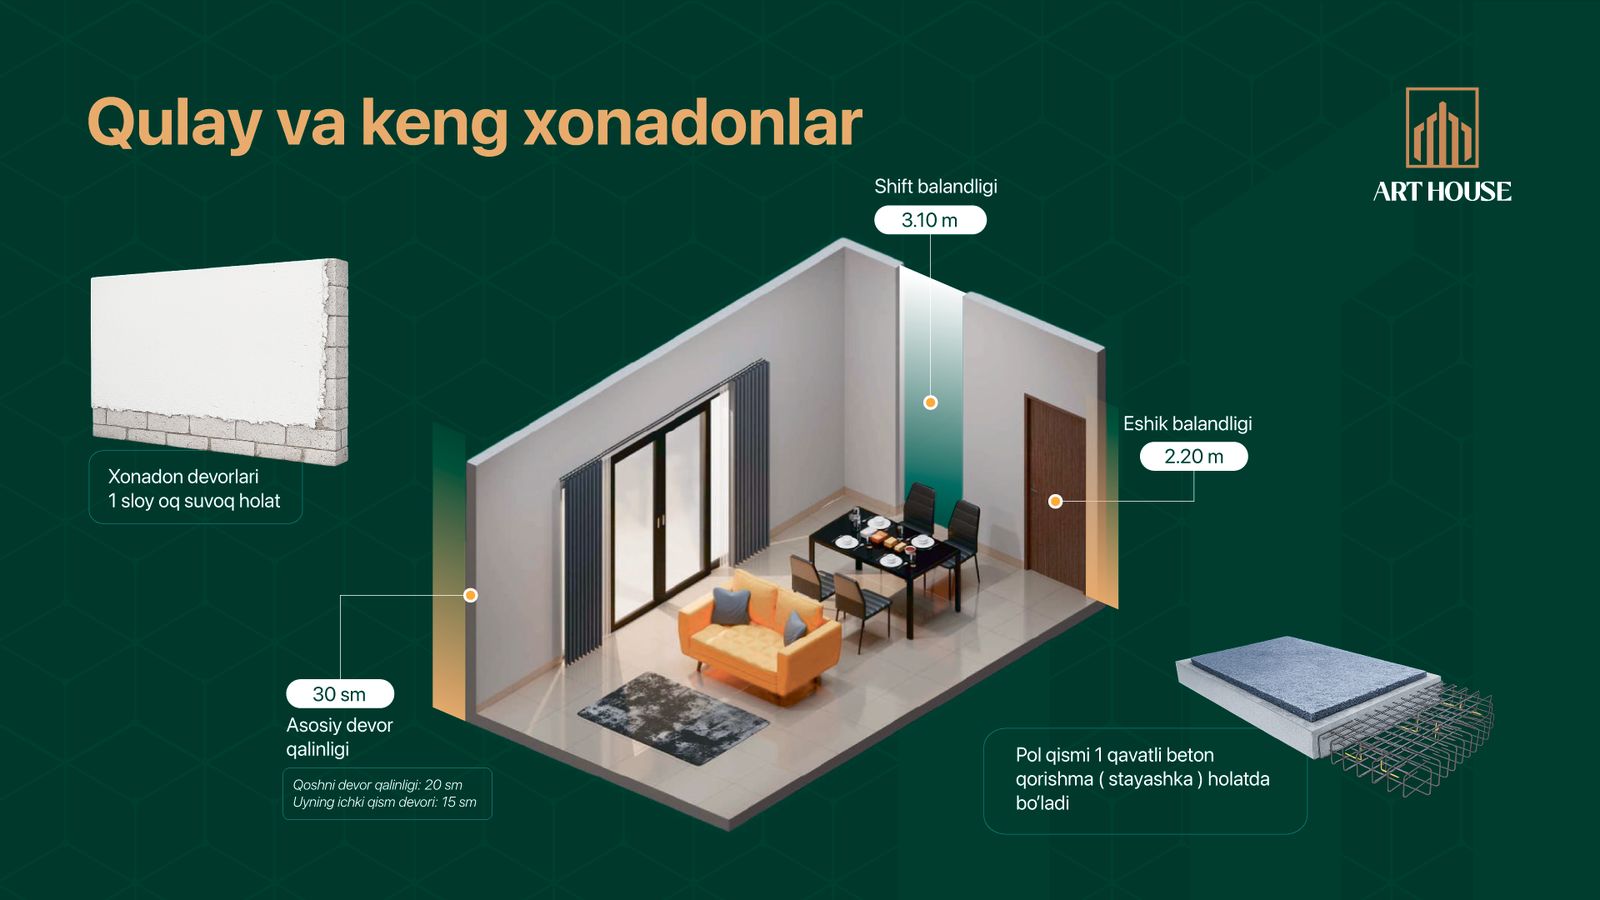 Qulay va keng xonadonlar
ART HOUSE
Shift balandligi
3.10 m
Eshik balandligi
2.20 m
Xonadon devorlari
1 sloy oq suvoq holat
30 sm
Asosiy devor
qalinligi
Qoshni devor qalinligi: 20 sm
Uyning ichki qism devori: 15 sm
Pol qismi 1 qavatli beton
qorishma ( stayashka ) holatda
bo’ladi